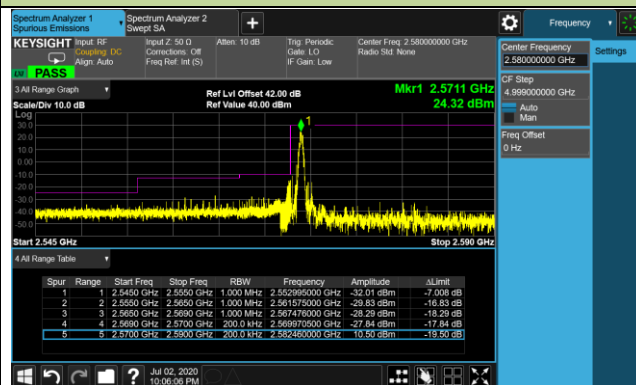 Spectrum Analyzer 1
Spurious Emissions
Spectrum Analyzer 2
Swept SA
Frequency
KEYSIGHT
Input: RF
Coupling: DC
Align: Auto
Input Z: 50 Ω
Corrections: Off
Freq Ref: Int (S)
Atten: 10 dB
Trig: Periodic
Gate: LO
IF Gain: Low
Center Freq: 2.580000000 GHz
Radio Std: None
PASS
Center Frequency
2.580000000 GHz
Settings
CF Step
4.999000000 GHz
Auto
Man
Freq Offset
0 Hz
3 All Range Graph
Scale/Div 10.0 dB
Ref Lvl Offset 42.00 dB
Ref Value 40.00 dBm
Mkr1 2.5711 GHz
24.32 dBm
Log
30.0
20.0
10.0
0.00
-10.0
-20.0
-30.0
-40.0
-50.0
1
Start 2.545 GHz
Stop 2.590 GHz
4 All Range Table
Spur Range Start Freq Stop Freq RBW Frequency Amplitude ΔLimit
1 1 2.5450 GHz 2.5550 GHz 1.000 MHz 2.552995000 GHz -32.01 dBm -7.008 dB
2 2 2.5550 GHz 2.5650 GHz 1.000 MHz 2.561575000 GHz -29.83 dBm -16.83 dB
3 3 2.5650 GHz 2.5690 GHz 1.000 MHz 2.567476000 GHz -28.29 dBm -18.29 dB
4 4 2.5690 GHz 2.5700 GHz 200.0 kHz 2.569970500 GHz -27.84 dBm -17.84 dB
5 5 2.5700 GHz 2.5900 GHz 200.0 kHz 2.582460000 GHz 10.50 dBm -19.50 dB
Jul 02, 2020
10:06:06 PM